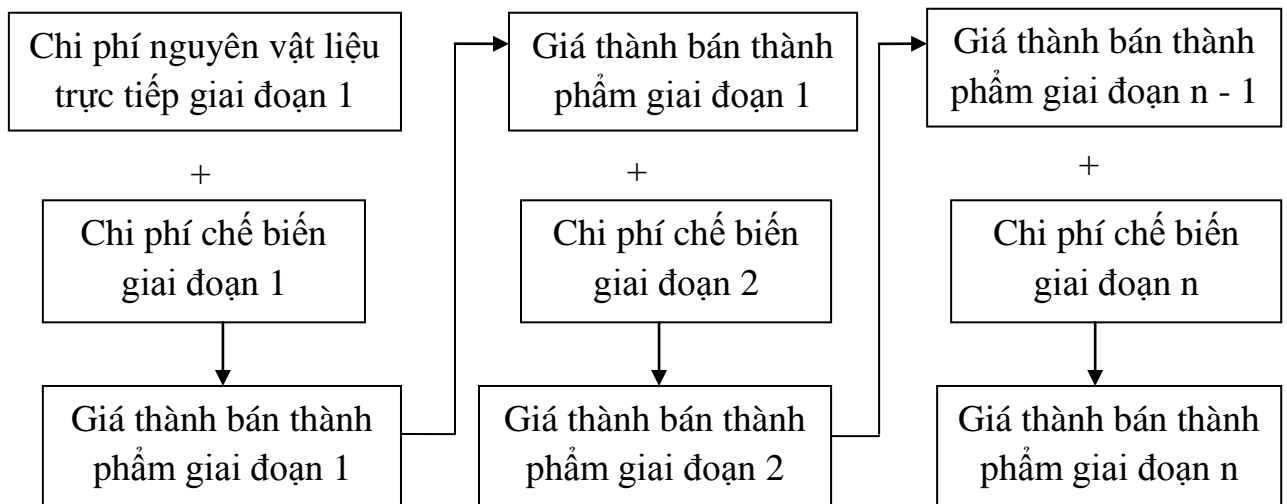 Chi phí nguyên vật liệu
trực tiếp giai đoạn 1
+
Chi phí chế biến
giai đoạn 1
Giá thành bán thành
phẩm giai đoạn 1
Giá thành bán thành
phẩm giai đoạn 1
+
Chi phí chế biến
giai đoạn 2
Giá thành bán thành
phẩm giai đoạn 2
Giá thành bán thành
phẩm giai đoạn n - 1
+
Chi phí chế biến
giai đoạn n
Giá thành bán thành
phẩm giai đoạn n